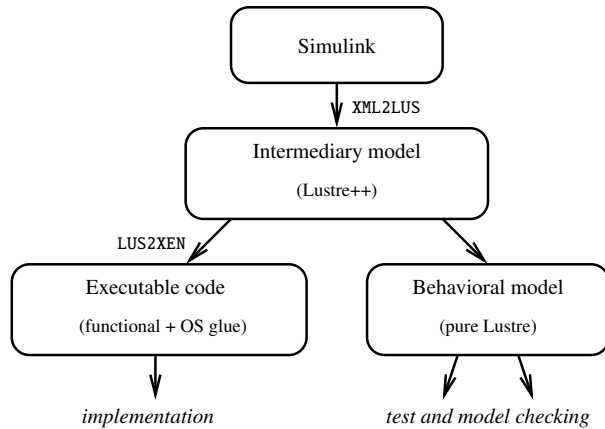 Simulink
XML2LUS
Intermediary model
(Lustre++)
LUS2XEN
Executable code
(functional + OS glue)
Behavioral model
(pure Lustre)
implementation
test and model checking